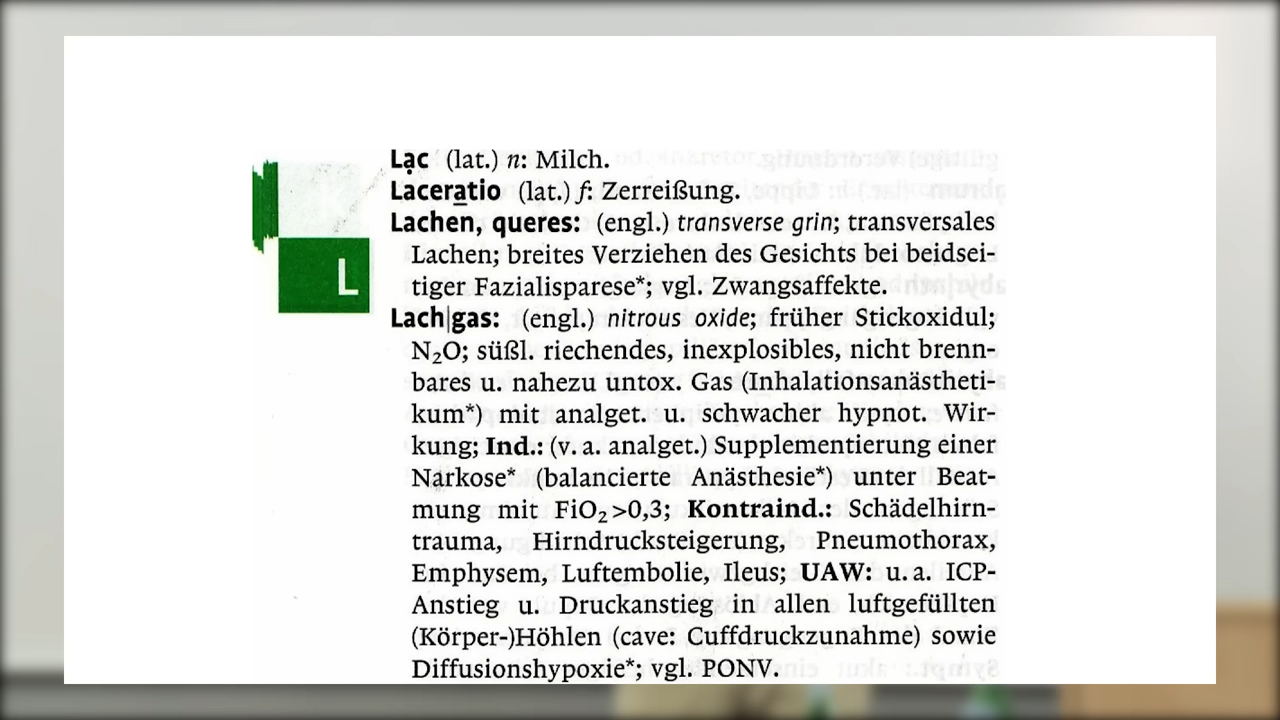 L
Lạc (lat.) n: Milch.
Laceratio (lat.) f: Zerreißung.
Lachen, queres: (engl.) transverse grin; transversales
Lachen; breites Verziehen des Gesichts bei beidsei-
tiger Fazialisparese*; vgl. Zwangsaffekte.
Lach|gas: (engl.) nitrous oxide; früher Stickoxidul;
N₂O; süßl. riechendes, inexplosibles, nicht brenn-
bares u. nahezu untox. Gas (Inhalationsanästheti-
kum*) mit analget. u. schwacher hypnot. Wir-
kung; Ind.: (v. a. analget.) Supplementierung einer
Narkose* (balancierte Anästhesie*) unter Beat-
mung mit FiO₂>0,3; Kontraind.: Schädelhirn-
trauma, Hirndrucksteigerung, Pneumothorax,
Emphysem, Luftembolie, Ileus; UAW: u. a. ICP-
Anstieg u. Druckanstieg in allen luftgefüllten
(Körper-)Höhlen (cave: Cuffdruckzunahme) sowie
Diffusionshypoxie*; vgl. PONV.